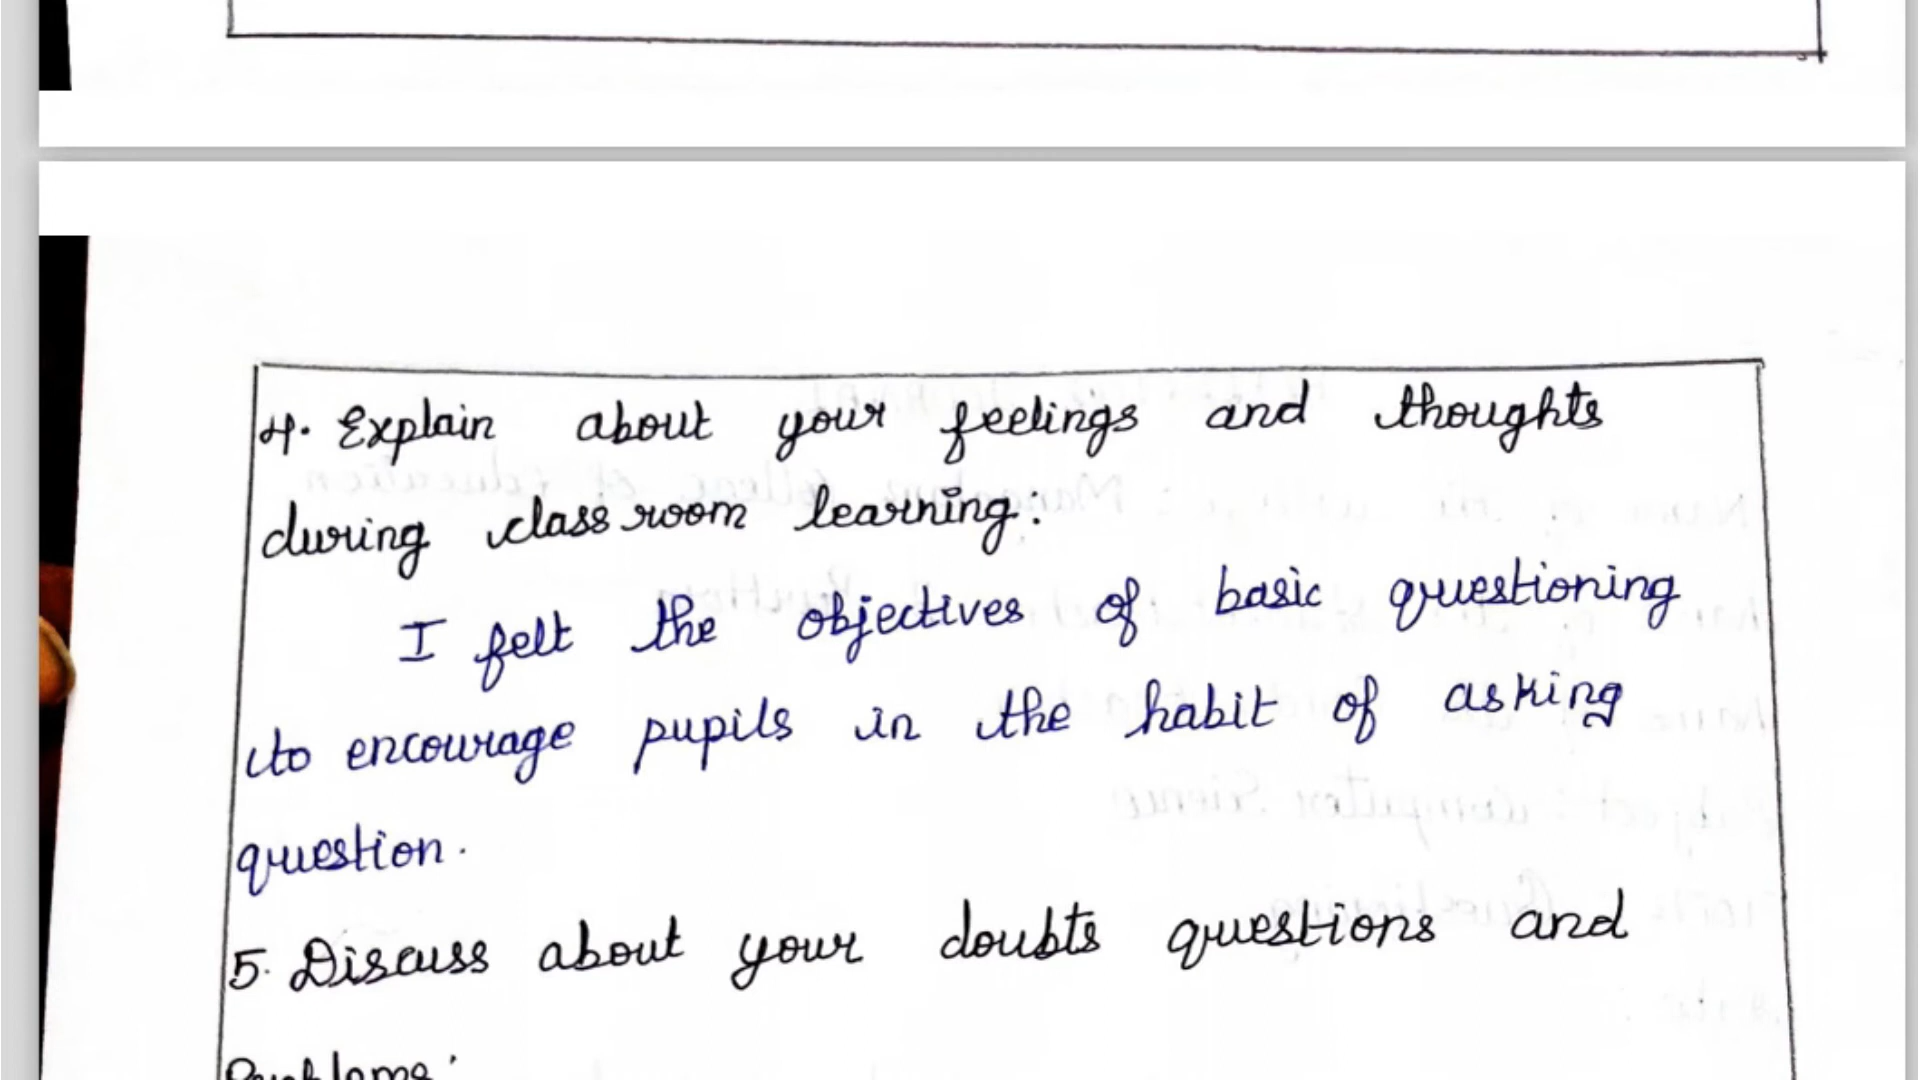 4. Explain about your feelings and thoughts
during class room learning:
I felt the objectives of basic questioning
to encourage pupils in the habit of asking
question.
5. Discuss about your doubts questions and
Problems: